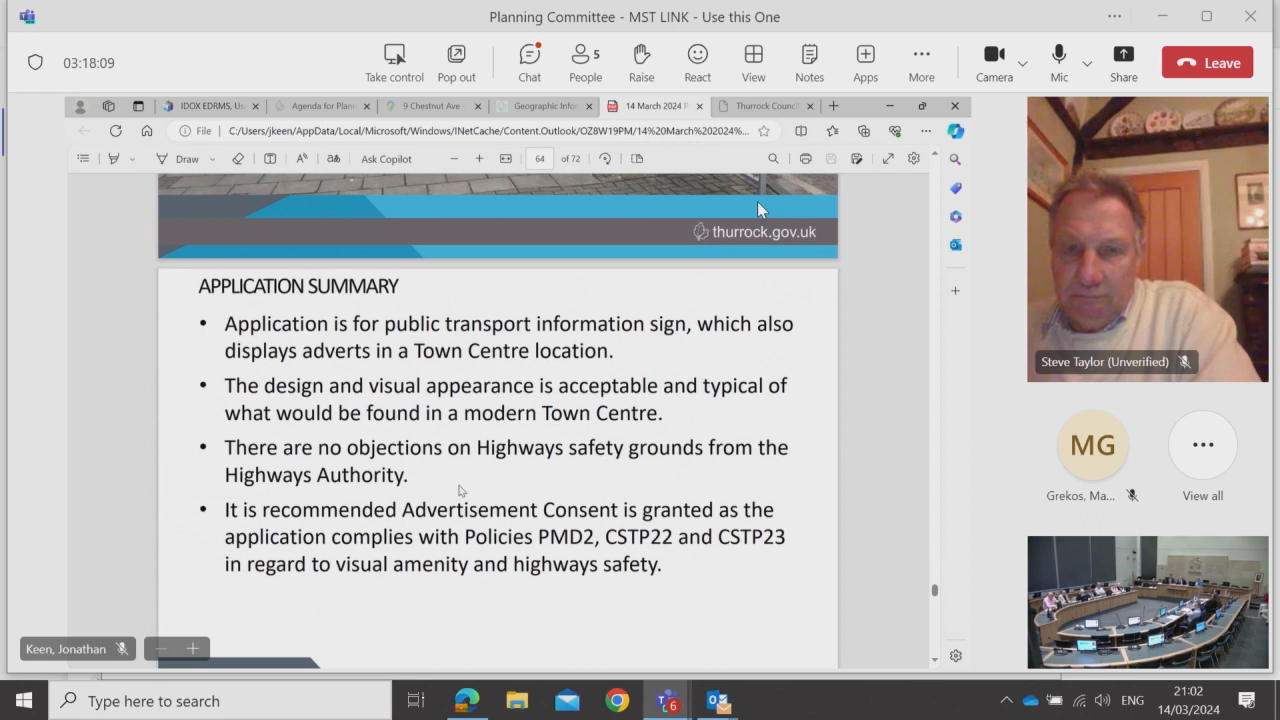 Planning Committee - MST LINK - Use this One
03:18:09
Take control
Pop out
Chat
5
People
Raise
React
View
Notes
Apps
More
Camera
Mic
Share
Leave
IDOX EDRMS, Us
Agenda for Plann
9 Chestnut Ave -
Geographic Infor
14 March 2024 P
Thurrock Council
File
C:/Users/jkeen/AppData/Local/Microsoft/Windows/INetCache/Content.Outlook/OZ8W19PM/14%20March%202024%...
Draw
aあ
Ask Copilot
64
of 72
thurrock.gov.uk
APPLICATION SUMMARY
• Application is for public transport information sign, which also
displays adverts in a Town Centre location.
• The design and visual appearance is acceptable and typical of
what would be found in a modern Town Centre.
• There are no objections on Highways safety grounds from the
Highways Authority.
• It is recommended Advertisement Consent is granted as the
application complies with Policies PMD2, CSTP22 and CSTP23
in regard to visual amenity and highways safety.
Keen, Jonathan
Steve Taylor (Unverified)
MG
Grekos, Ma...
View all
Type here to search
6
ENG
21:02
14/03/2024